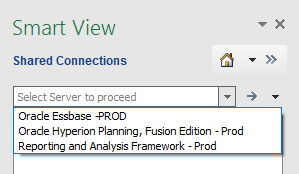 Smart View
Shared Connections
Select Server to proceed
Oracle Essbase -PROD
Oracle Hyperion Planning, Fusion Edition - Prod
Reporting and Analysis Framework - Prod